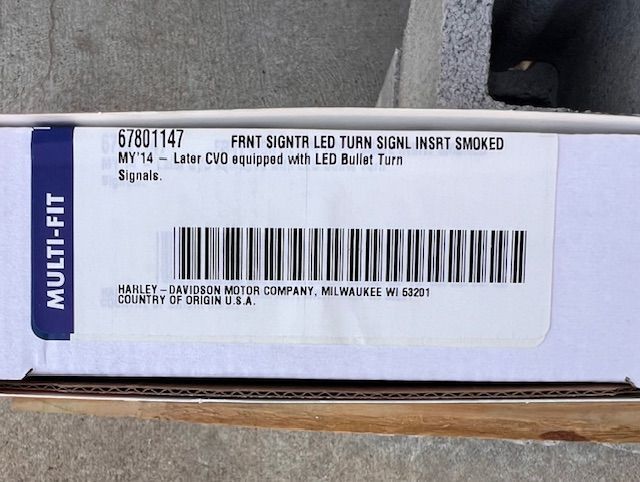 MULTI-FIT
67801147 FRNT SIGNTR LED TURN SIGNL INSRT SMOKED
MY'14 - Later CVO equipped with LED Bullet Turn
Signals.
HARLEY-DAVIDSON MOTOR COMPANY, MILWAUKEE WI 53201
COUNTRY OF ORIGIN U.S.A.